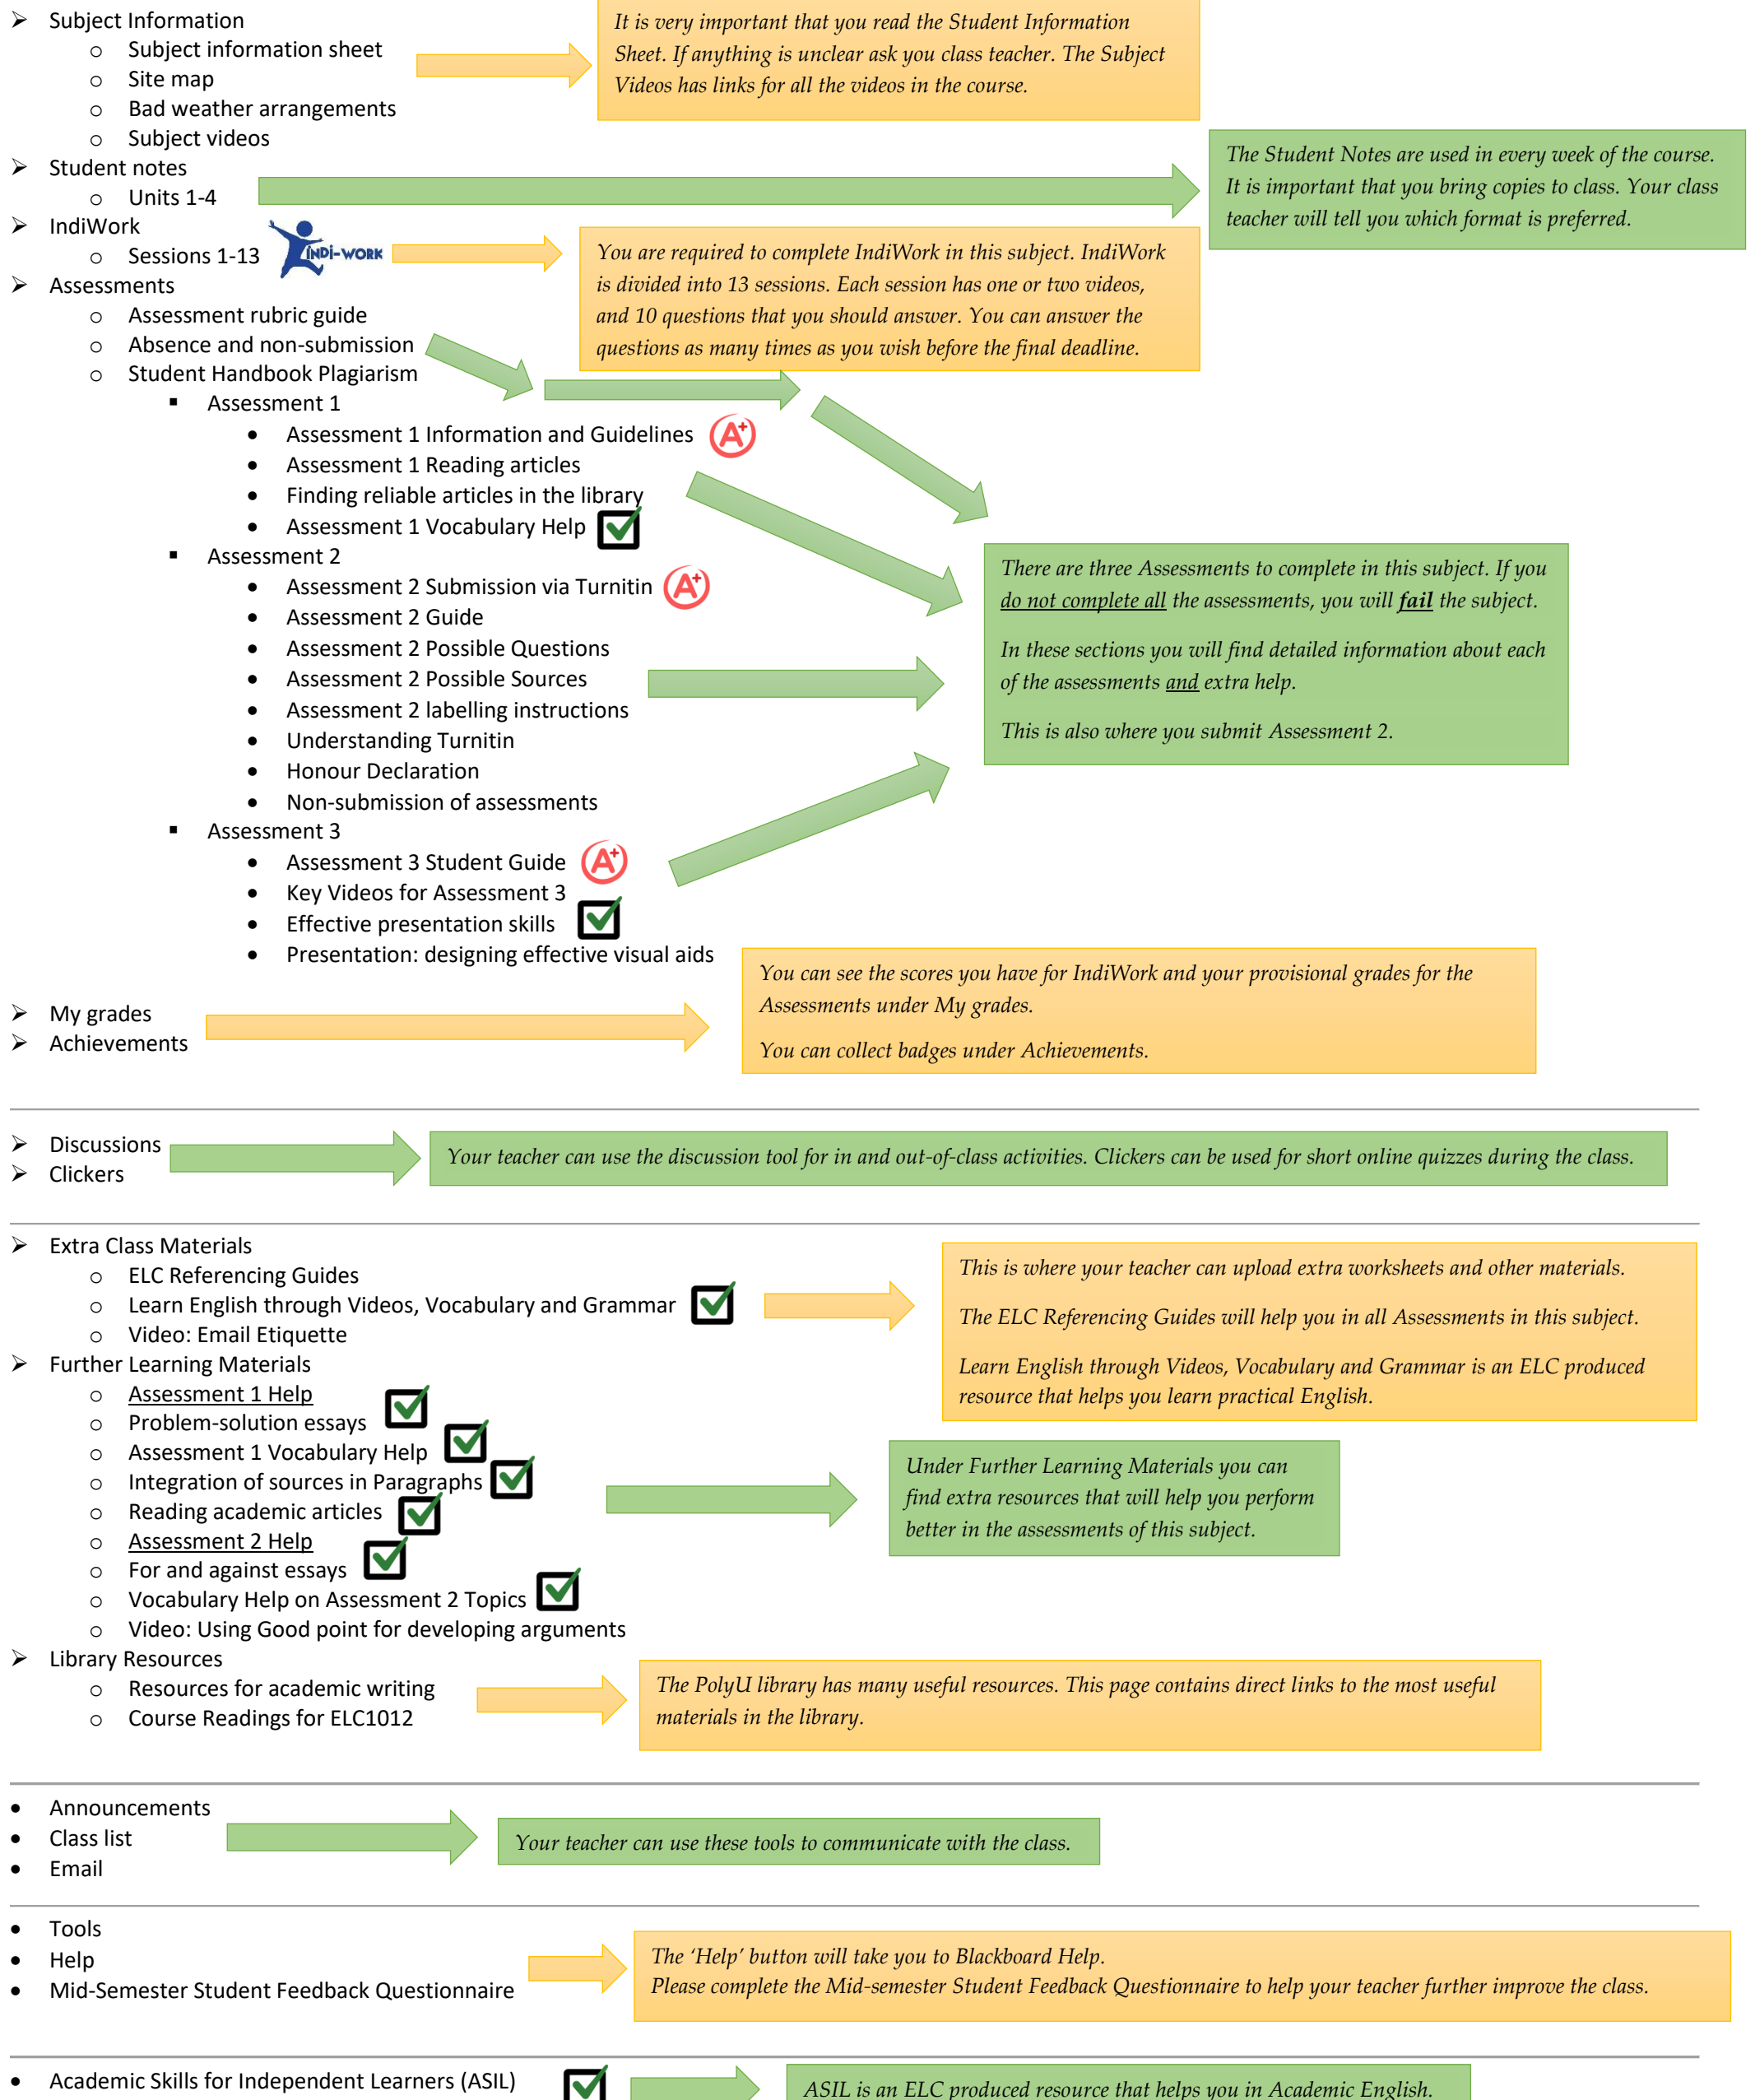 Subject Information
Subject information sheet
Site map
Bad weather arrangements
Subject videos
It is very important that you read the Student Information
Sheet. If anything is unclear ask you class teacher. The Subject
Videos has links for all the videos in the course.
Student notes
Units 1-4
The Student Notes are used in every week of the course.
It is important that you bring copies to class. Your class
teacher will tell you which format is preferred.
IndiWork
Sessions 1-13
INDI-WORK
You are required to complete IndiWork in this subject. IndiWork
is divided into 13 sessions. Each session has one or two videos,
and 10 questions that you should answer. You can answer the
questions as many times as you wish before the final deadline.
Assessments
Assessment rubric guide
Absence and non-submission
Student Handbook Plagiarism
Assessment 1
Assessment 1 Information and Guidelines
A+
Assessment 1 Reading articles
Finding reliable articles in the library
Assessment 1 Vocabulary Help
Assessment 2
Assessment 2 Submission via Turnitin
A+
Assessment 2 Guide
Assessment 2 Possible Questions
Assessment 2 Possible Sources
Assessment 2 labelling instructions
Understanding Turnitin
Honour Declaration
Non-submission of assessments
Assessment 3
Assessment 3 Student Guide
A+
Key Videos for Assessment 3
Effective presentation skills
Presentation: designing effective visual aids
There are three Assessments to complete in this subject. If you
do not complete all the assessments, you will fail the subject.
In these sections you will find detailed information about each
of the assessments and extra help.
This is also where you submit Assessment 2.
My grades
Achievements
You can see the scores you have for IndiWork and your provisional grades for the
Assessments under My grades.
You can collect badges under Achievements.
Discussions
Clickers
Your teacher can use the discussion tool for in and out-of-class activities. Clickers can be used for short online quizzes during the class.
Extra Class Materials
ELC Referencing Guides
Learn English through Videos, Vocabulary and Grammar
Video: Email Etiquette
This is where your teacher can upload extra worksheets and other materials.
The ELC Referencing Guides will help you in all Assessments in this subject.
Learn English through Videos, Vocabulary and Grammar is an ELC produced
resource that helps you learn practical English.
Further Learning Materials
Assessment 1 Help
Problem-solution essays
Assessment 1 Vocabulary Help
Integration of sources in Paragraphs
Reading academic articles
Assessment 2 Help
For and against essays
Vocabulary Help on Assessment 2 Topics
Video: Using Good point for developing arguments
Under Further Learning Materials you can
find extra resources that will help you perform
better in the assessments of this subject.
Library Resources
Resources for academic writing
Course Readings for ELC1012
The PolyU library has many useful resources. This page contains direct links to the most useful
materials in the library.
Announcements
Class list
Email
Your teacher can use these tools to communicate with the class.
Tools
Help
Mid-Semester Student Feedback Questionnaire
The ‘Help’ button will take you to Blackboard Help.
Please complete the Mid-semester Student Feedback Questionnaire to help your teacher further improve the class.
Academic Skills for Independent Learners (ASIL)
ASIL is an ELC produced resource that helps you in Academic English.